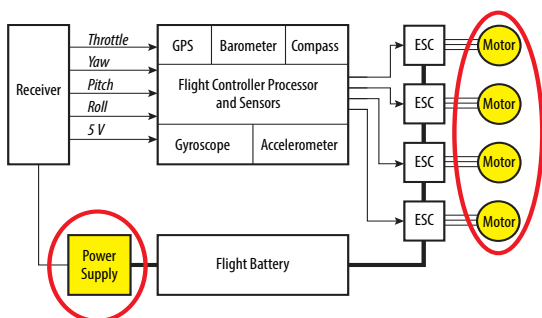 Receiver
Throttle
Yaw
Pitch
Roll
5 V
GPS
Barometer
Compass
Flight Controller Processor
and Sensors
Gyroscope
Accelerometer
ESC
Motor
ESC
Motor
ESC
Motor
ESC
Motor
Power
Supply
Flight Battery